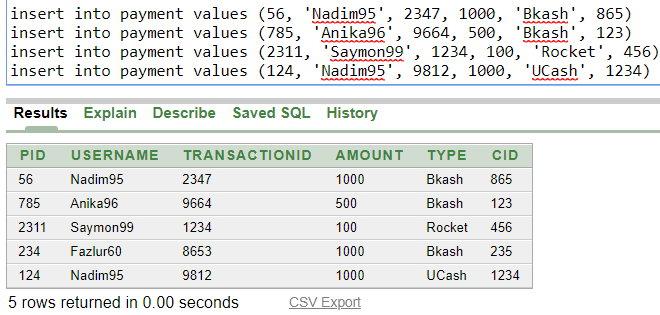 insert into payment values (56, 'Nadim95', 2347, 1000, 'Bkash', 865)
insert into payment values (785, 'Anika96', 9664, 500, 'Bkash', 123)
insert into payment values (2311, 'Saymon99', 1234, 100, 'Rocket', 456)
insert into payment values (124, 'Nadim95', 9812, 1000, 'UCash', 1234)
Results Explain Describe Saved SQL History
PID USERNAME TRANSACTIONID AMOUNT TYPE CID
56 Nadim95 2347 1000 Bkash 865
785 Anika96 9664 500 Bkash 123
2311 Saymon99 1234 100 Rocket 456
234 Fazlur60 8653 1000 Bkash 235
124 Nadim95 9812 1000 UCash 1234
5 rows returned in 0.00 seconds CSV Export